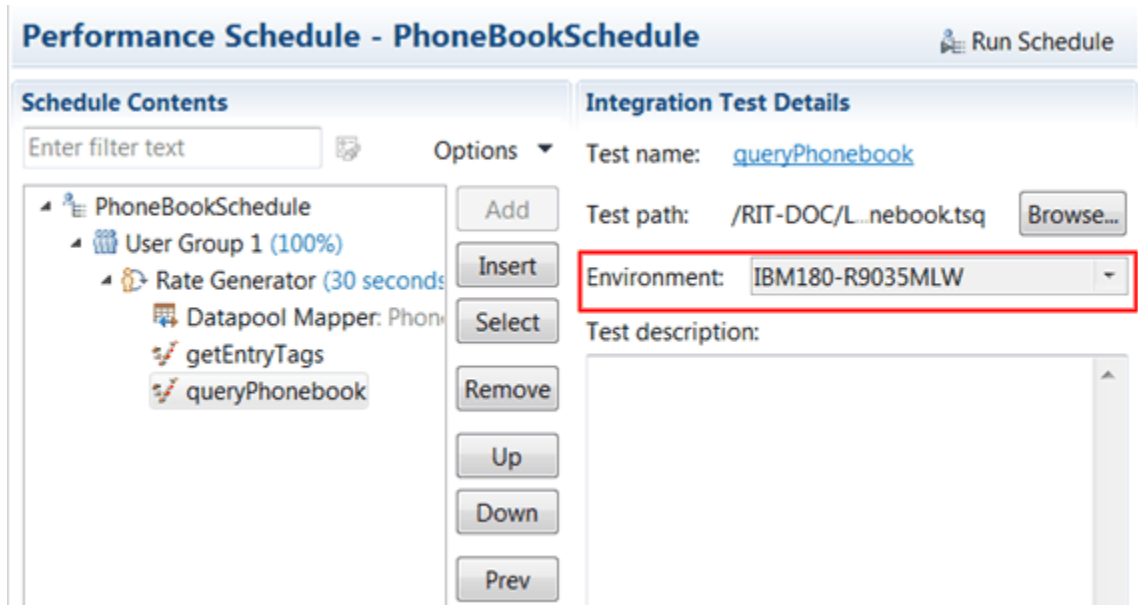 Performance Schedule - PhoneBookSchedule
Run Schedule
Schedule Contents
Enter filter text
Options
PhoneBookSchedule
User Group 1 (100%)
Rate Generator (30 seconds
Datapool Mapper: Phon
getEntryTags
queryPhonebook
Add
Insert
Select
Remove
Up
Down
Prev
Integration Test Details
Test name: queryPhonebook
Test path: /RIT-DOC/L...nebook.tsq Browse...
Environment: IBM180-R9035MLW
Test description: